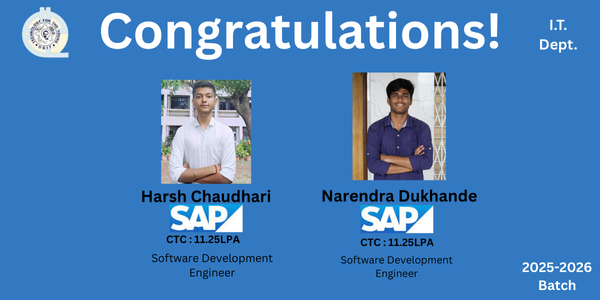 Congratulations!
I.T.
Dept.
Harsh Chaudhari
SAP
CTC : 11.25LPA
Software Development
Engineer
Narendra Dukhande
SAP
CTC : 11.25LPA
Software Development
Engineer
2025-2026
Batch